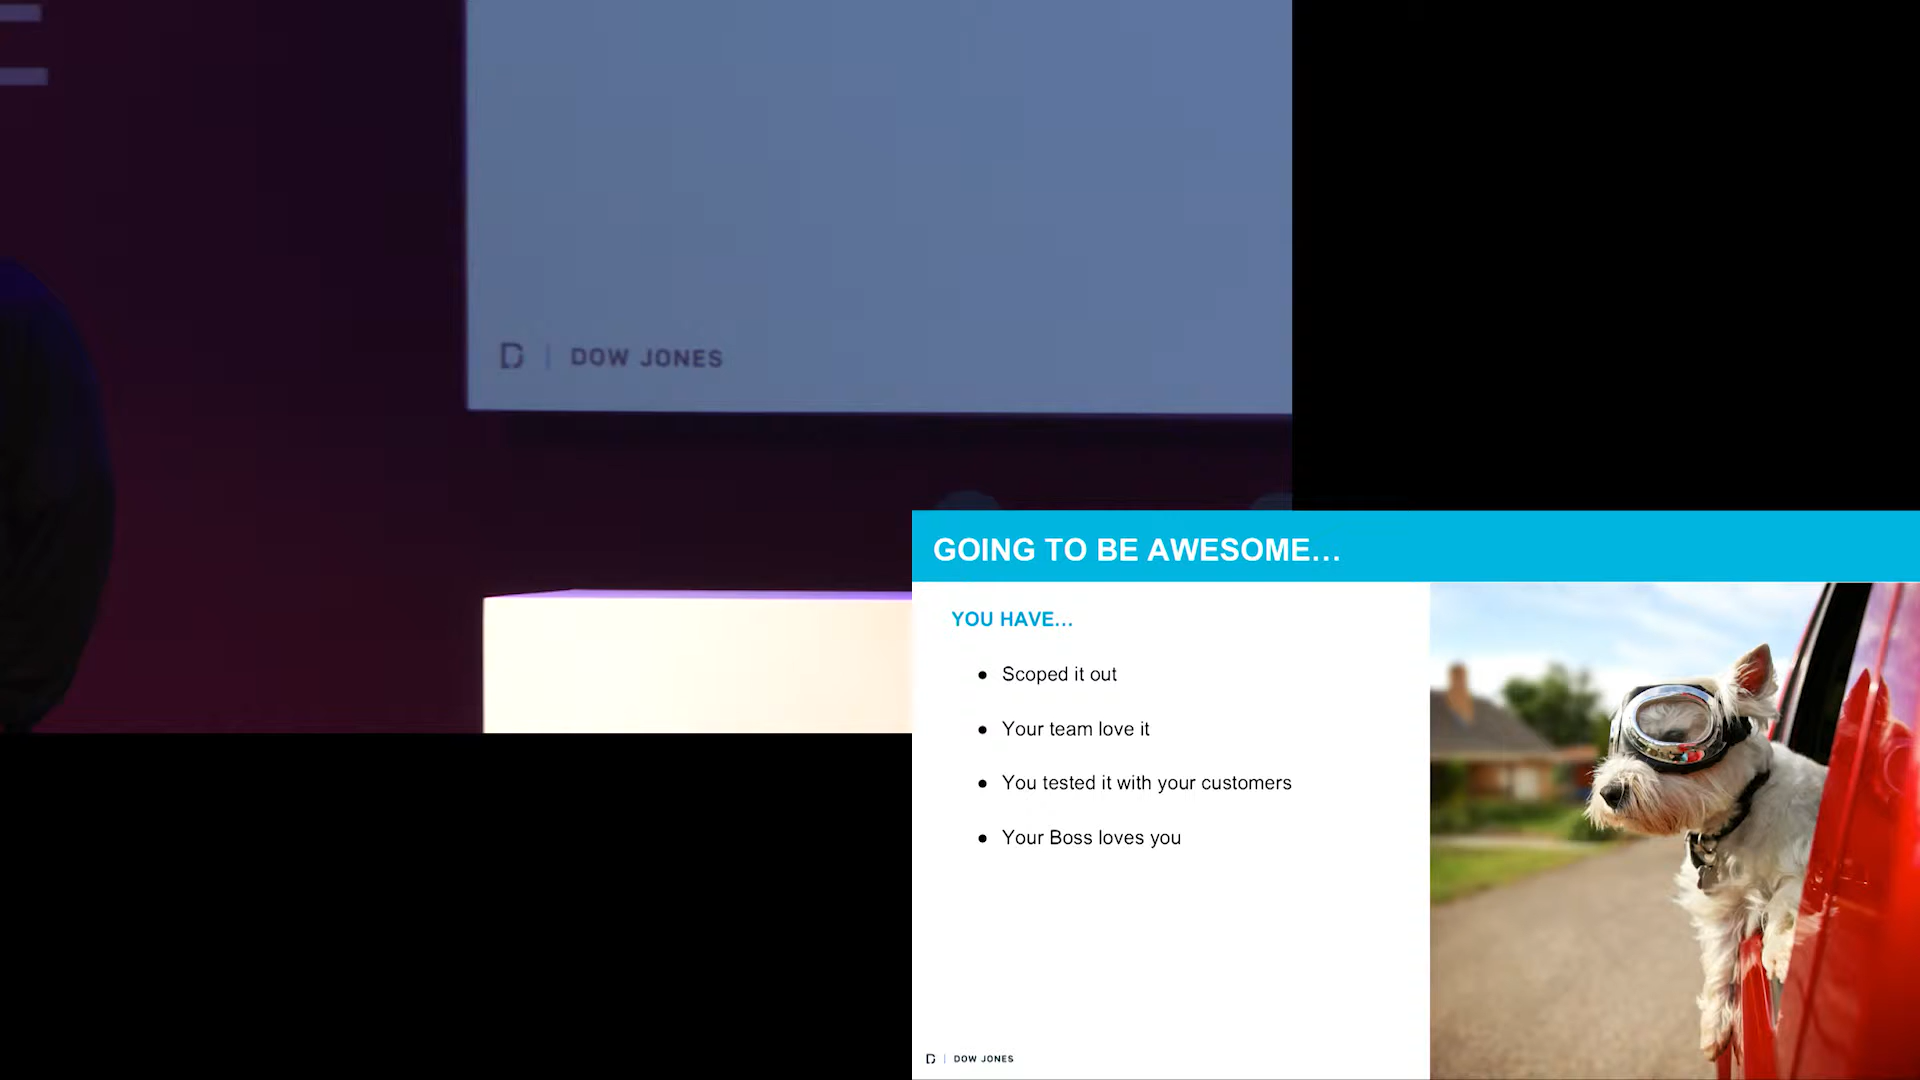 D | DOW JONES
GOING TO BE AWESOME...
YOU HAVE...
● Scoped it out
● Your team love it
● You tested it with your customers
● Your Boss loves you
D | DOW JONES